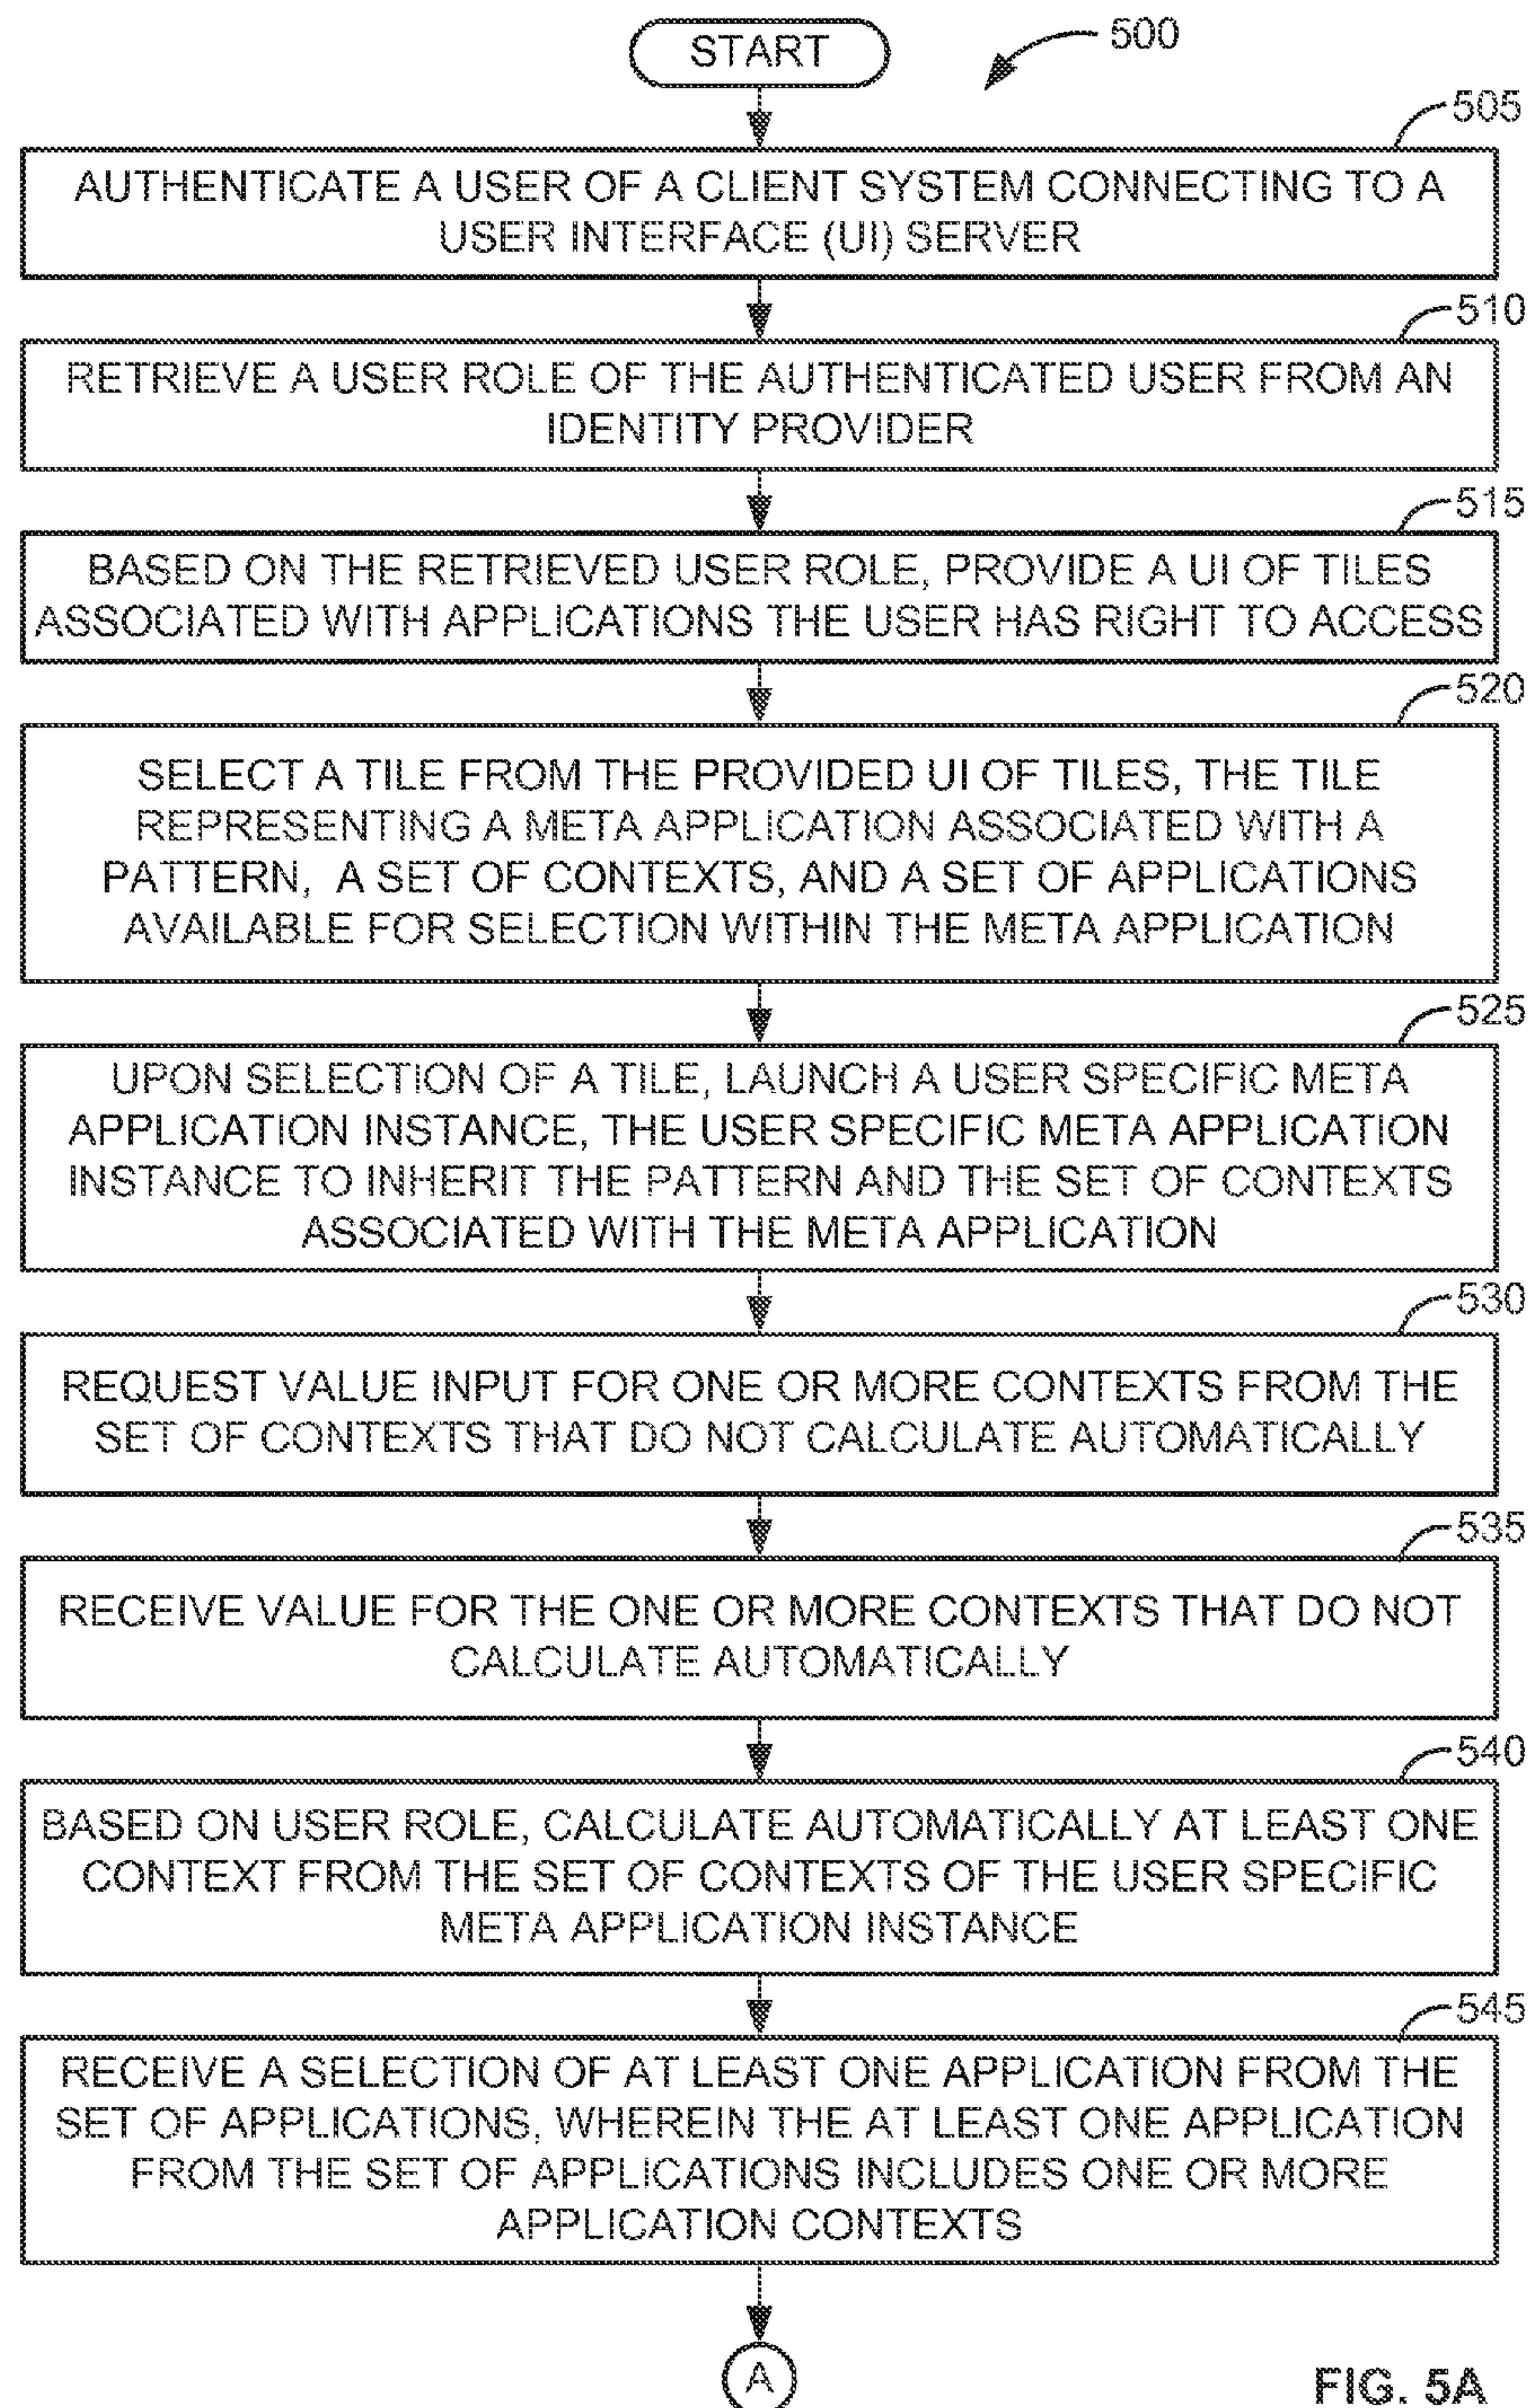 START
500
505
AUTHENTICATE A USER OF A CLIENT SYSTEM CONNECTING TO A
USER INTERFACE (UI) SERVER
510
RETRIEVE A USER ROLE OF THE AUTHENTICATED USER FROM AN
IDENTITY PROVIDER
515
BASED ON THE RETRIEVED USER ROLE, PROVIDE A UI OF TILES
ASSOCIATED WITH APPLICATIONS THE USER HAS RIGHT TO ACCESS
520
SELECT A TILE FROM THE PROVIDED UI OF TILES, THE TILE
REPRESENTING A META APPLICATION ASSOCIATED WITH A
PATTERN, A SET OF CONTEXTS, AND A SET OF APPLICATIONS
AVAILABLE FOR SELECTION WITHIN THE META APPLICATION
525
UPON SELECTION OF A TILE, LAUNCH A USER SPECIFIC META
APPLICATION INSTANCE, THE USER SPECIFIC META APPLICATION
INSTANCE TO INHERIT THE PATTERN AND THE SET OF CONTEXTS
ASSOCIATED WITH THE META APPLICATION
530
REQUEST VALUE INPUT FOR ONE OR MORE CONTEXTS FROM THE
SET OF CONTEXTS THAT DO NOT CALCULATE AUTOMATICALLY
535
RECEIVE VALUE FOR THE ONE OR MORE CONTEXTS THAT DO NOT
CALCULATE AUTOMATICALLY
540
BASED ON USER ROLE, CALCULATE AUTOMATICALLY AT LEAST ONE
CONTEXT FROM THE SET OF CONTEXTS OF THE USER SPECIFIC
META APPLICATION INSTANCE
545
RECEIVE A SELECTION OF AT LEAST ONE APPLICATION FROM THE
SET OF APPLICATIONS, WHEREIN THE AT LEAST ONE APPLICATION
FROM THE SET OF APPLICATIONS INCLUDES ONE OR MORE
APPLICATION CONTEXTS
A
FIG. 5A